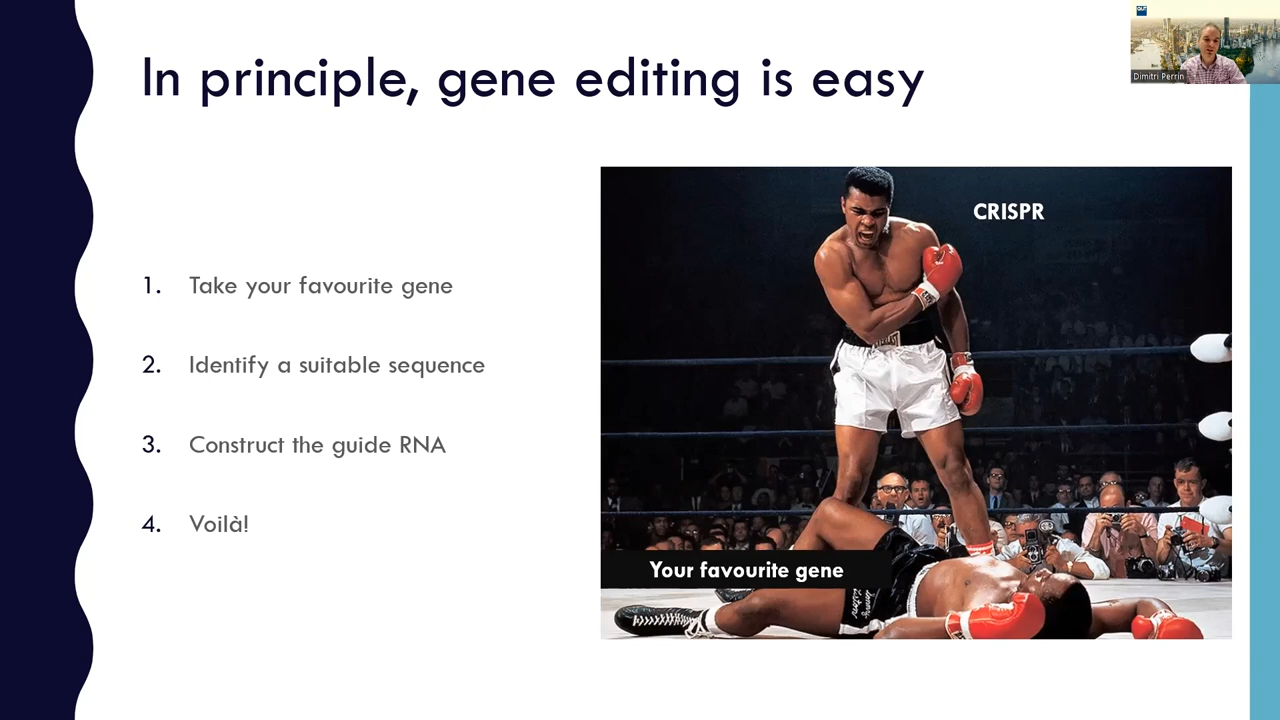 In principle, gene editing is easy
QUT
Dimitri Perrin
CRISPR
1. Take your favourite gene
2. Identify a suitable sequence
3. Construct the guide RNA
4. Voilà!
Your favourite gene